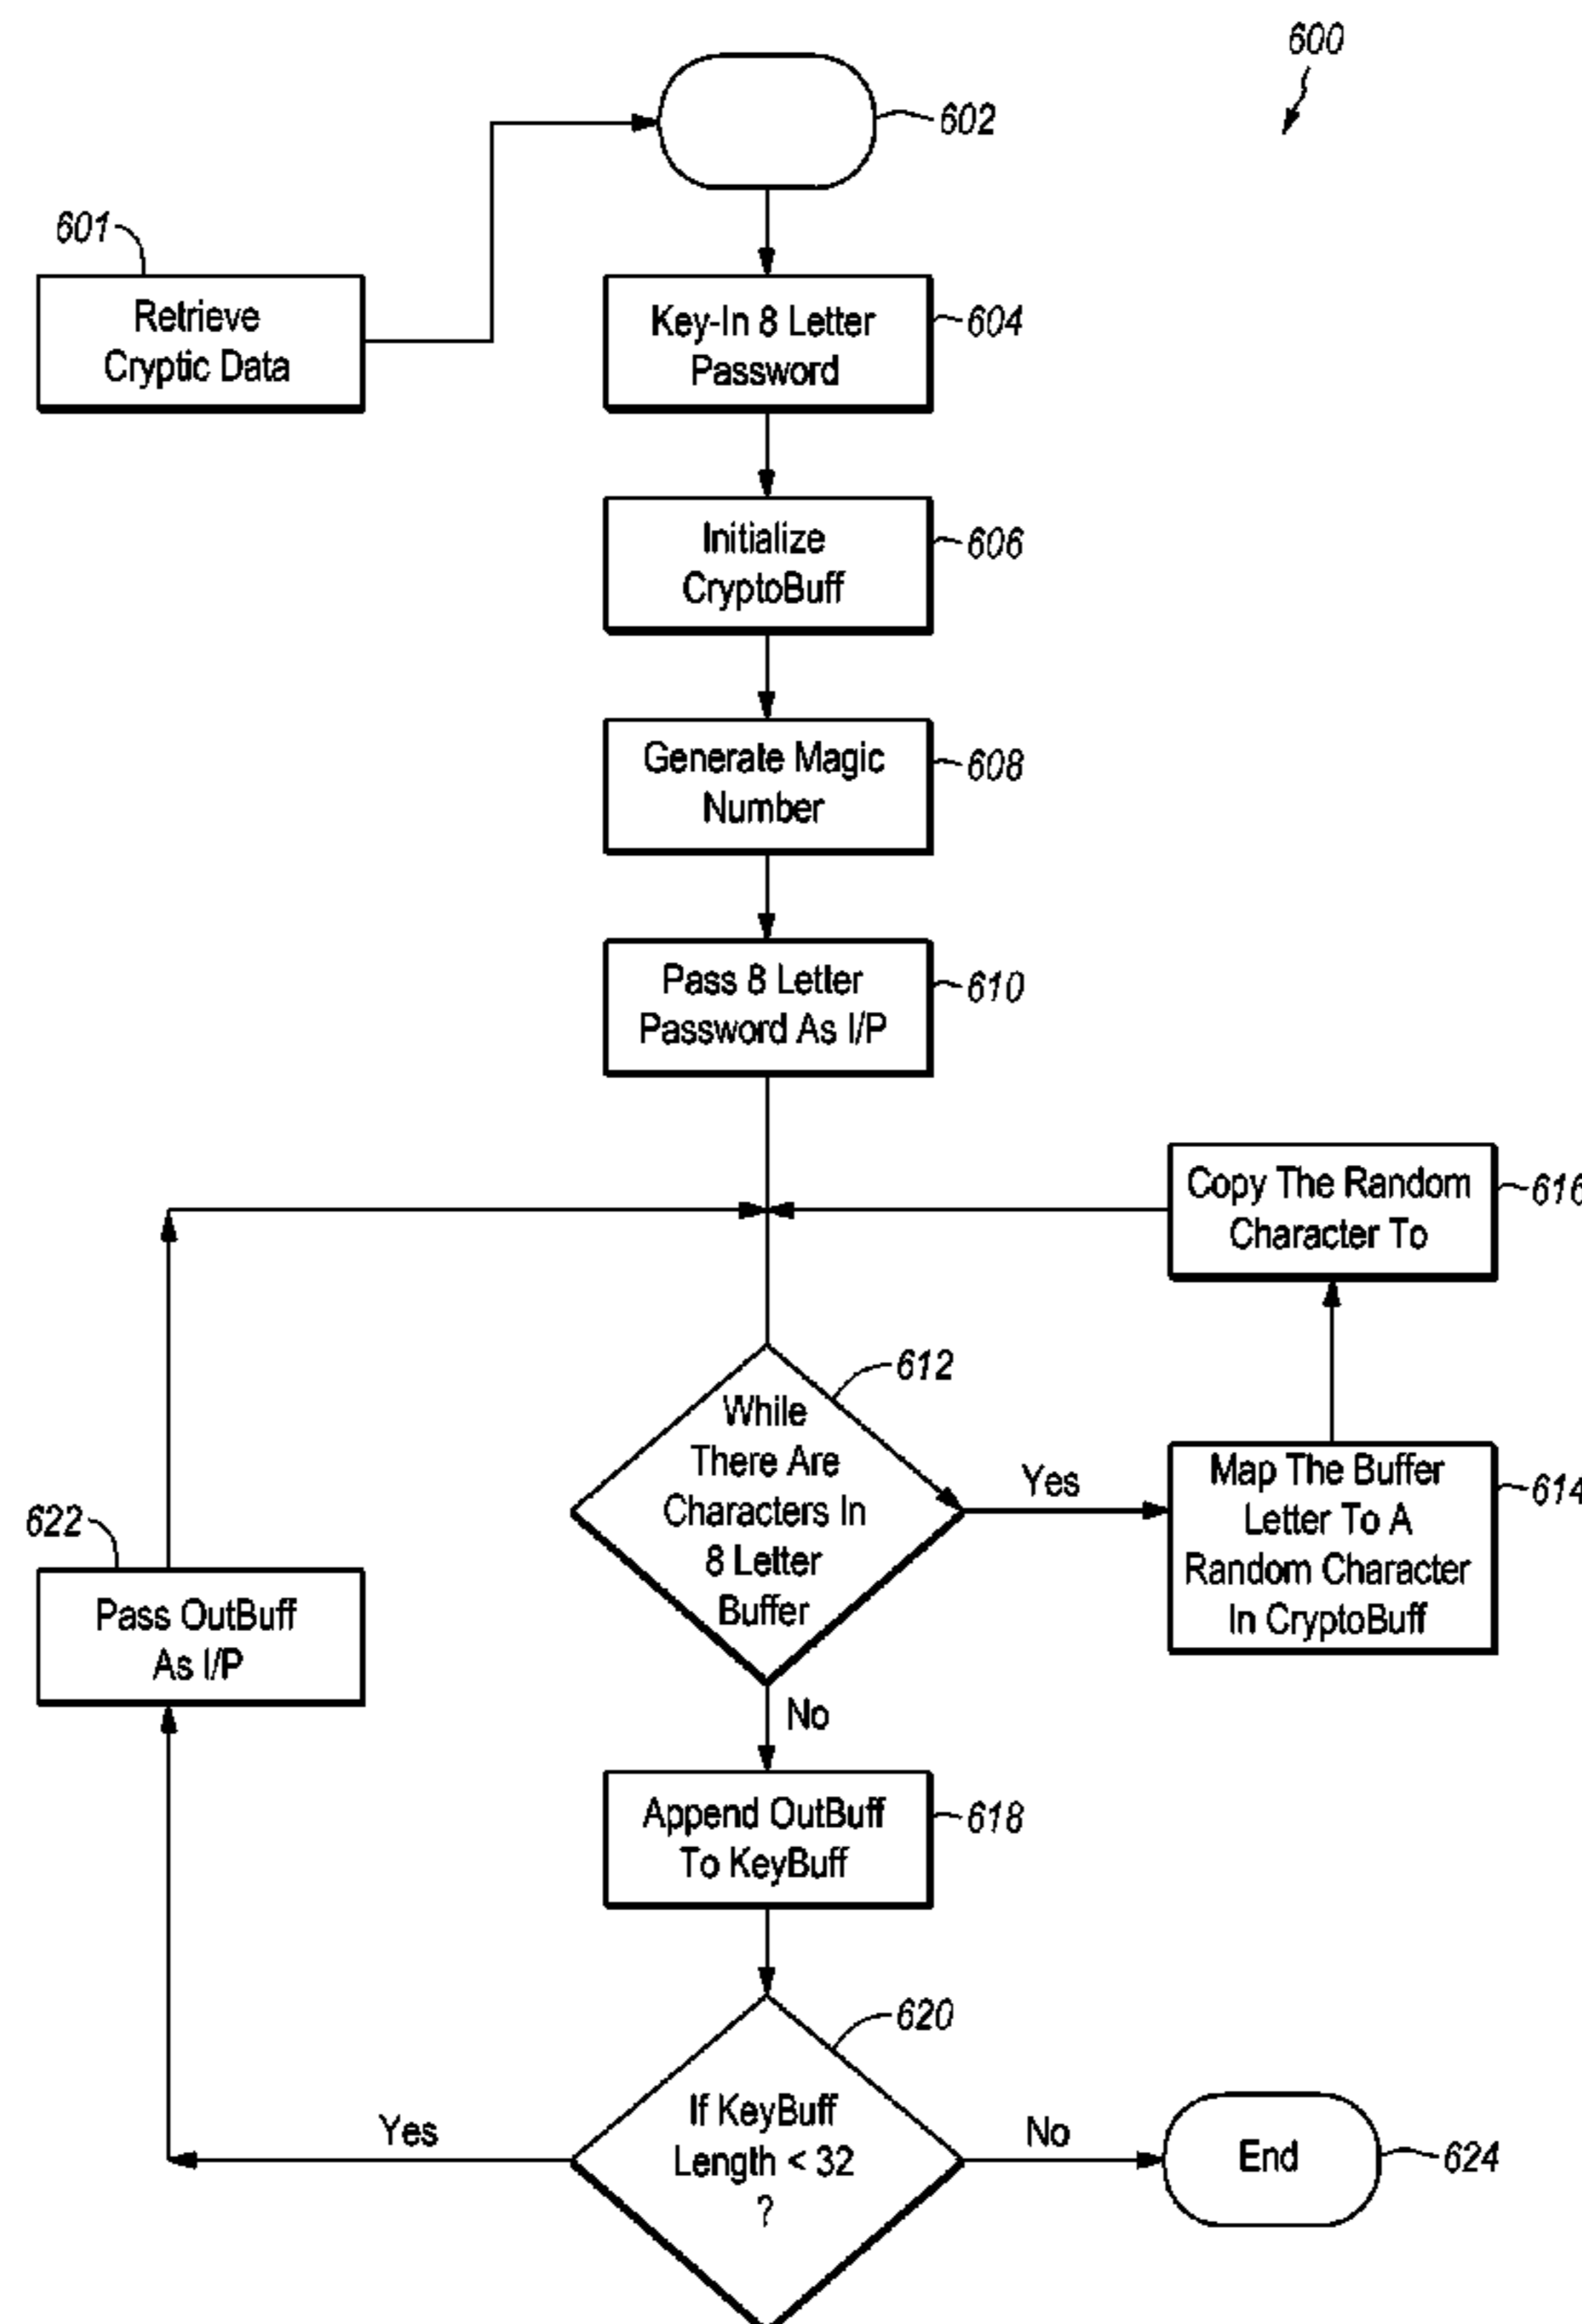 600
602
601
Retrieve
Cryptic Data
Key-In 8 Letter
Password
604
Initialize
CryptoBuff
606
Generate Magic
Number
608
Pass 8 Letter
Password As I/P
610
Copy The Random
Character To
616
612
While
There Are
Characters In
8 Letter
Buffer
Yes
Map The Buffer
Letter To A
Random Character
In CryptoBuff
614
622
Pass OutBuff
As I/P
No
Append OutBuff
To KeyBuff
618
620
If KeyBuff
Length < 32
?
Yes
No
End
624